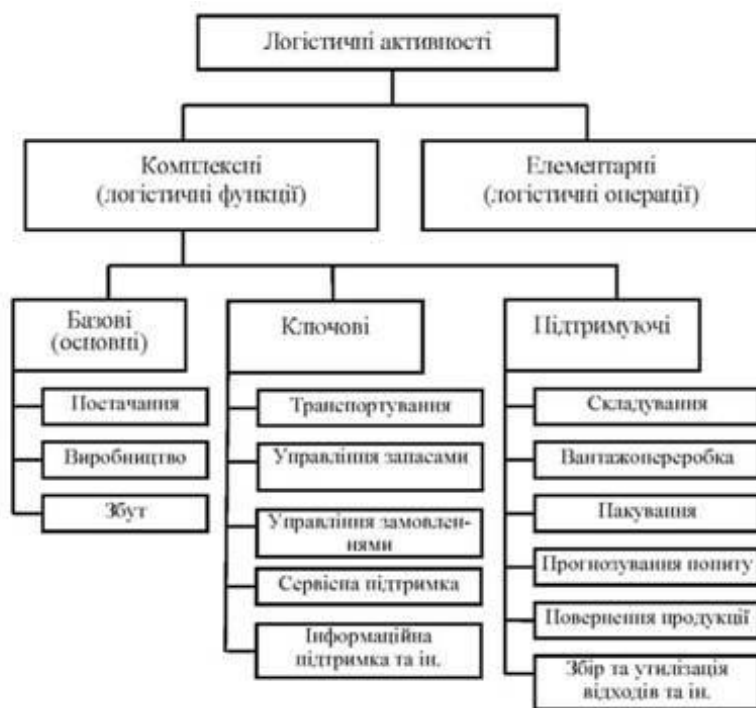 Логістичні активності
Комплексні
(логістичні функції)
Елементарні
(логістичні операції)
Базові
(основні)
Постачання
Виробництво
Збут
Ключові
Транспортування
Управління запасами
Управління замовлен-
нями
Сервісна підтримка
Інформаційна
підтримка та ін.
Підтримуючі
Складування
Вантажопереробка
Пакування
Прогнозування попиту
Повернення продукції
Збір та утилізація
відходів та ін.